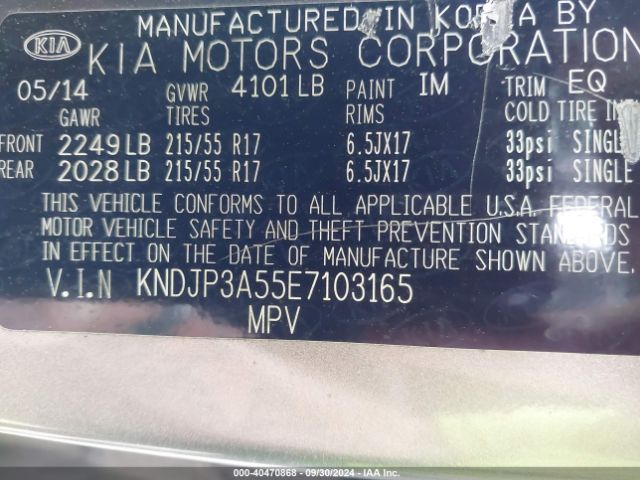 MANUFACTURED IN KOREA BY
KIA KIA MOTORS CORPORATION
05/14 GVWR 4101 LB PAINT IM TRIM EQ
GAWR TIRES RIMS COLD TIRE
FRONT 2249 LB 215/55 R17 6.5JX17 33psi SINGLE
REAR 2028 LB 215/55 R17 6.5JX17 33psi SINGLE
THIS VEHICLE CONFORMS TO ALL APPLICABLE U.S.A. FEDERAL
MOTOR VEHICLE SAFETY AND THEFT PREVENTION STANDARDS
IN EFFECT ON THE DATE OF MANUFACTURE SHOWN ABOVE.
V.I.N KNDJP3A55E7103165
MPV
000-40470868 - 09/30/2024 - IAA Inc.